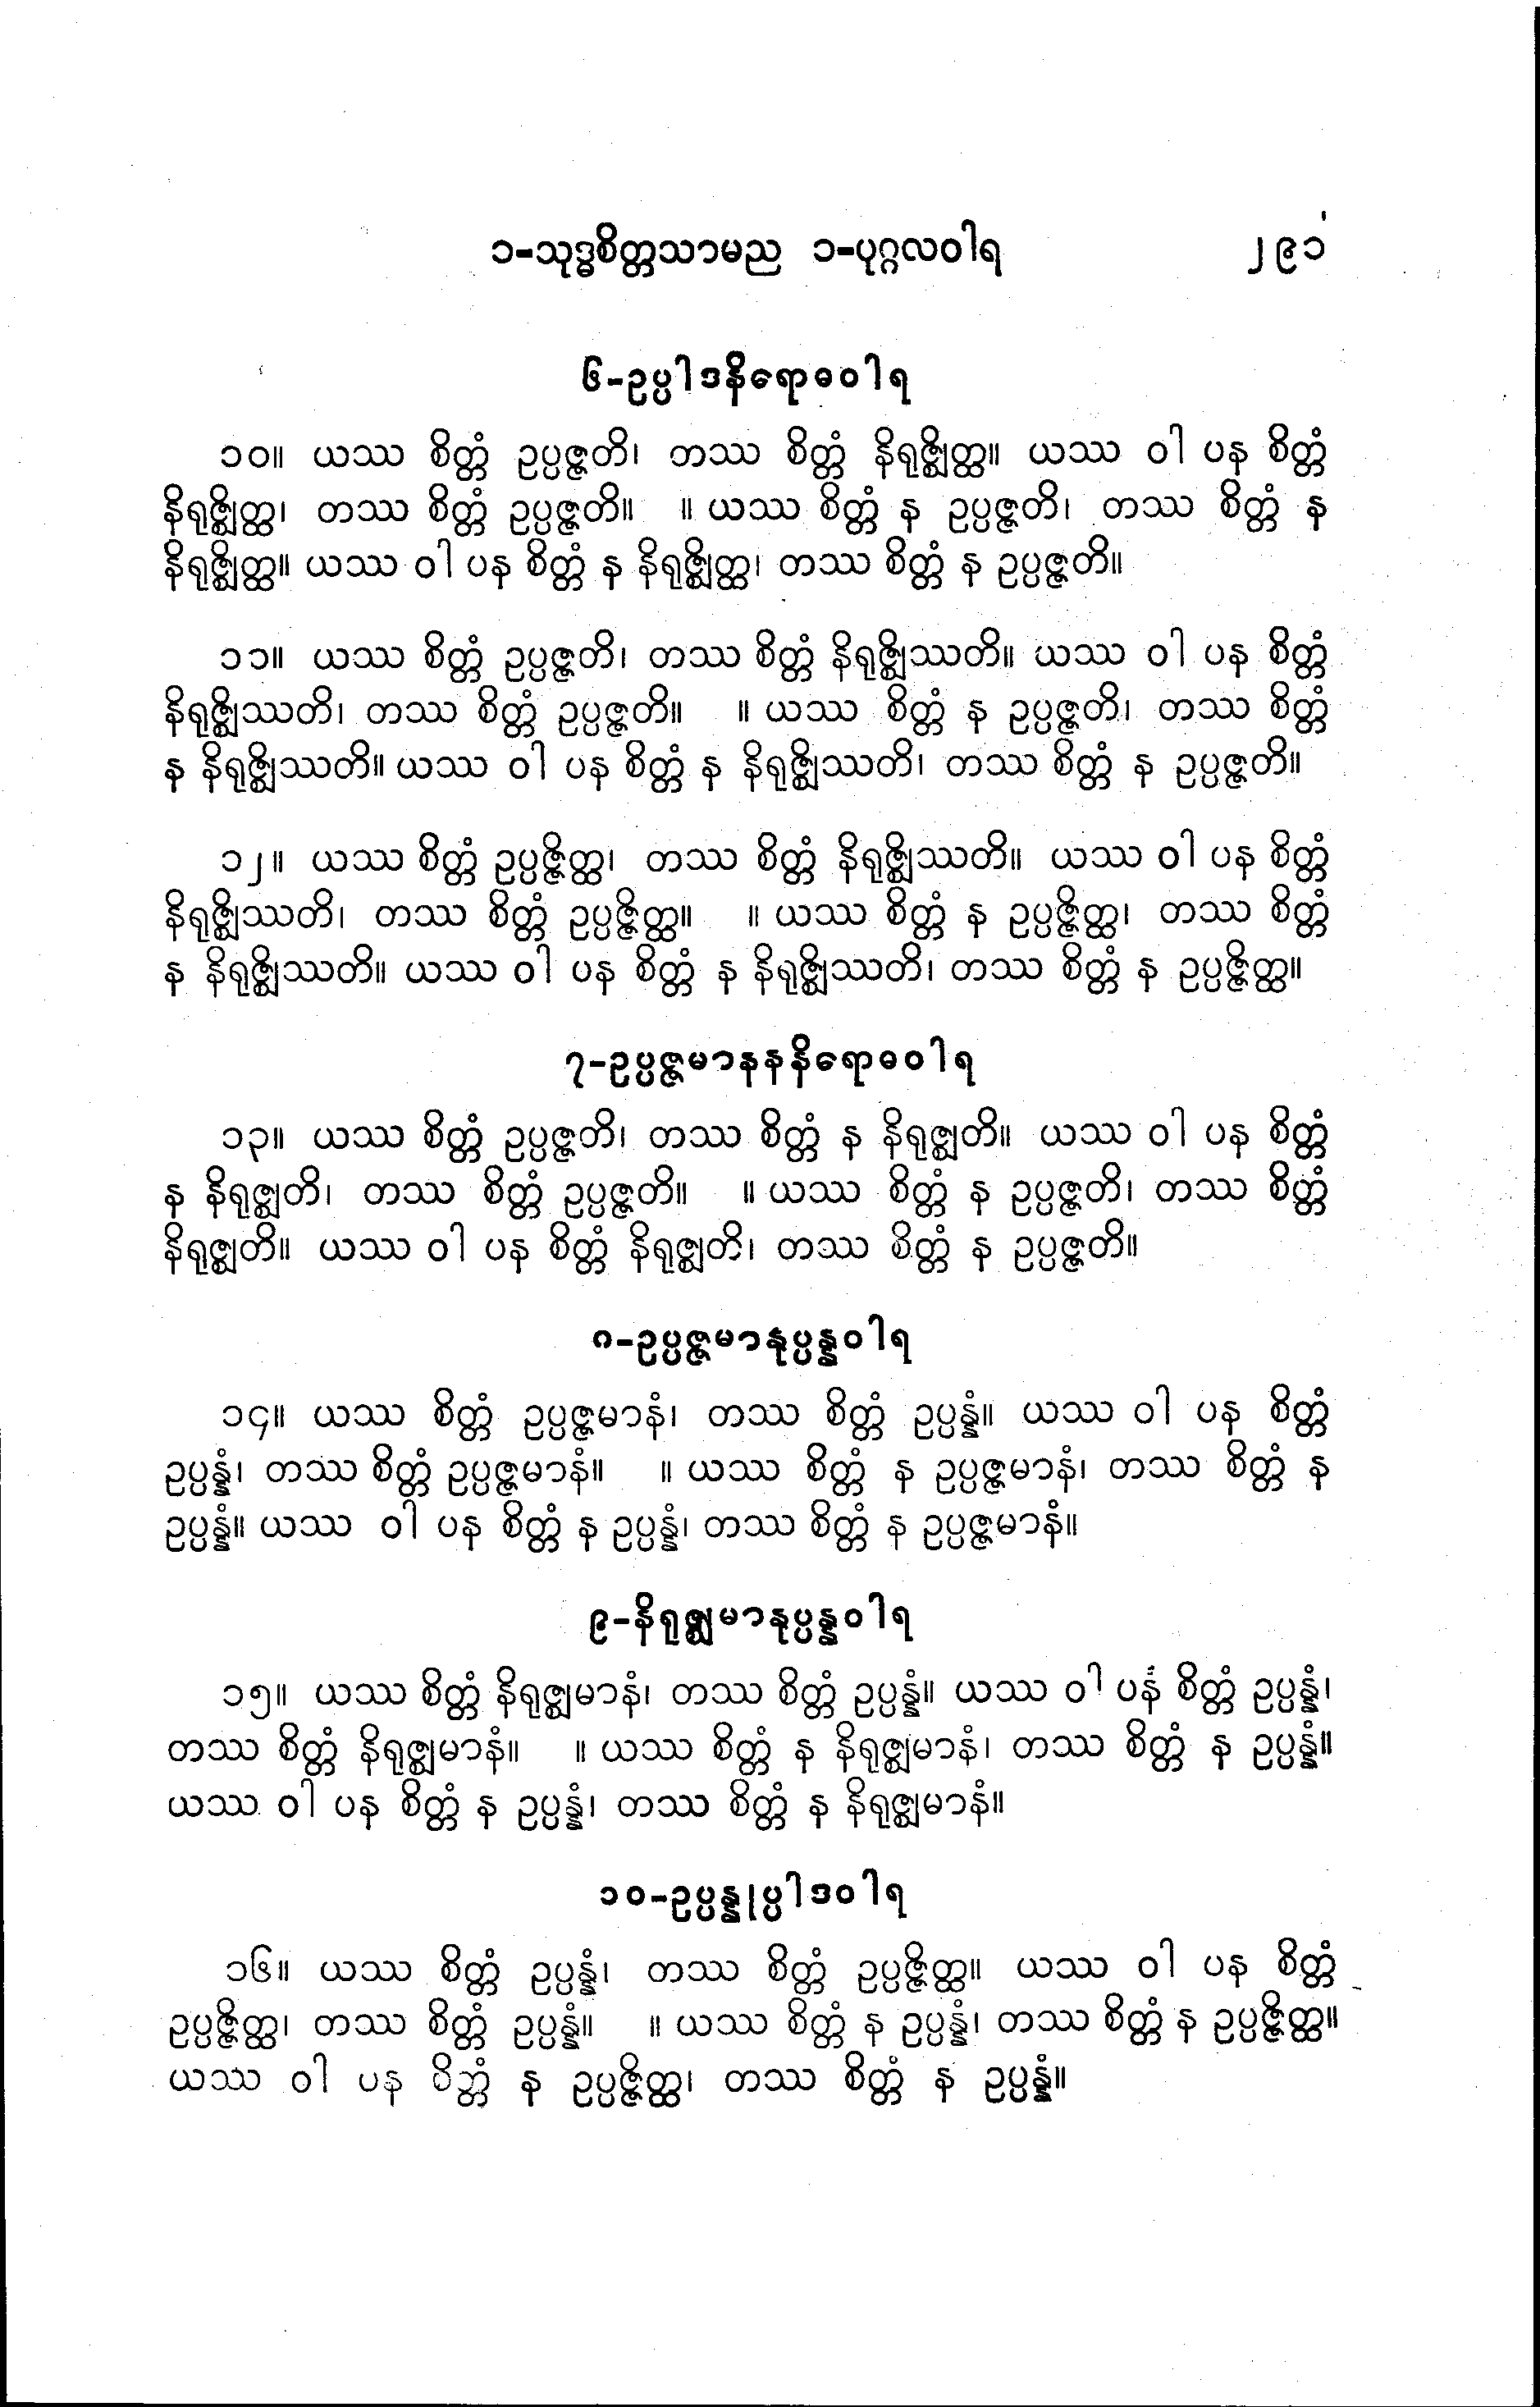 ၁-သုဒ္ဓစိတ္တသာမည ၁-ပုဂ္ဂလဝါရ ၂၉၁
၆-ဥပ္ပါဒနိရောဓဝါရ
၁၀။ ယဿ စိတ္တံ ဥပ္ပဇ္ဇတိ၊ တဿ စိတ္တံ နိရုဇ္ဈိတ္ထ။ ယဿ ဝါ ပန စိတ္တံ
နိရုဇ္ဈိတ္ထ၊ တဿ စိတ္တံ ဥပ္ပဇ္ဇတိ။ ။ ယဿ စိတ္တံ န ဥပ္ပဇ္ဇတိ၊ တဿ စိတ္တံ န
နိရုဇ္ဈိတ္ထ။ ယဿ ဝါ ပန စိတ္တံ န နိရုဇ္ဈိတ္ထ၊ တဿ စိတ္တံ န ဥပ္ပဇ္ဇတိ။
၁၁။ ယဿ စိတ္တံ ဥပ္ပဇ္ဇတိ၊ တဿ စိတ္တံ နိရုဇ္ဈိဿတိ။ ယဿ ဝါ ပန စိတ္တံ
နိရုဇ္ဈိဿတိ၊ တဿ စိတ္တံ ဥပ္ပဇ္ဇတိ။ ။ ယဿ စိတ္တံ န ဥပ္ပဇ္ဇတိ၊ တဿ စိတ္တံ
န နိရုဇ္ဈိဿတိ။ ယဿ ဝါ ပန စိတ္တံ န နိရုဇ္ဈိဿတိ၊ တဿ စိတ္တံ န ဥပ္ပဇ္ဇတိ။
၁၂။ ယဿ စိတ္တံ ဥပ္ပဇ္ဇိတ္ထ၊ တဿ စိတ္တံ နိရုဇ္ဈိဿတိ။ ယဿ ဝါ ပန စိတ္တံ
နိရုဇ္ဈိဿတိ၊ တဿ စိတ္တံ ဥပ္ပဇ္ဇိတ္ထ။ ။ ယဿ စိတ္တံ န ဥပ္ပဇ္ဇိတ္ထ၊ တဿ စိတ္တံ
န နိရုဇ္ဈိဿတိ။ ယဿ ဝါ ပန စိတ္တံ န နိရုဇ္ဈိဿတိ၊ တဿ စိတ္တံ န ဥပ္ပဇ္ဇိတ္ထ။
၇-ဥပ္ပဇ္ဇမာနနနိရောဓဝါရ
၁၃။ ယဿ စိတ္တံ ဥပ္ပဇ္ဇတိ၊ တဿ စိတ္တံ န နိရုဇ္ဈတိ။ ယဿ ဝါ ပန စိတ္တံ
န နိရုဇ္ဈတိ၊ တဿ စိတ္တံ ဥပ္ပဇ္ဇတိ။ ။ ယဿ စိတ္တံ န ဥပ္ပဇ္ဇတိ၊ တဿ စိတ္တံ
နိရုဇ္ဈတိ။ ယဿ ဝါ ပန စိတ္တံ နိရုဇ္ဈတိ၊ တဿ စိတ္တံ န ဥပ္ပဇ္ဇတိ။
၈-ဥပ္ပဇ္ဇမာနုပ္ပန္နဝါရ
၁၄။ ယဿ စိတ္တံ ဥပ္ပဇ္ဇမာနံ၊ တဿ စိတ္တံ ဥပ္ပန္နံ။ ယဿ ဝါ ပန စိတ္တံ
ဥပ္ပန္နံ၊ တဿ စိတ္တံ ဥပ္ပဇ္ဇမာနံ။ ။ ယဿ စိတ္တံ န ဥပ္ပဇ္ဇမာနံ၊ တဿ စိတ္တံ န
ဥပ္ပန္နံ။ ယဿ ဝါ ပန စိတ္တံ န ဥပ္ပန္နံ၊ တဿ စိတ္တံ န ဥပ္ပဇ္ဇမာနံ။
၉-နိရုဇ္ဈမာနုပ္ပန္နဝါရ
၁၅။ ယဿ စိတ္တံ နိရုဇ္ဈမာနံ၊ တဿ စိတ္တံ ဥပ္ပန္နံ။ ယဿ ဝါ ပန စိတ္တံ ဥပ္ပန္နံ၊
တဿ စိတ္တံ နိရုဇ္ဈမာနံ။ ။ ယဿ စိတ္တံ န နိရုဇ္ဈမာနံ၊ တဿ စိတ္တံ န ဥပ္ပန္နံ။
ယဿ ဝါ ပန စိတ္တံ န ဥပ္ပန္နံ၊ တဿ စိတ္တံ န နိရုဇ္ဈမာနံ။
၁၀-ဥပ္ပန္နုပ္ပါဒဝါရ
၁၆။ ယဿ စိတ္တံ ဥပ္ပန္နံ၊ တဿ စိတ္တံ ဥပ္ပဇ္ဇိတ္ထ။ ယဿ ဝါ ပန စိတ္တံ
ဥပ္ပဇ္ဇိတ္ထ၊ တဿ စိတ္တံ ဥပ္ပန္နံ။ ။ ယဿ စိတ္တံ န ဥပ္ပန္နံ၊ တဿ စိတ္တံ န ဥပ္ပဇ္ဇိတ္ထ။
ယဿ ဝါ ပန စိတ္တံ န ဥပ္ပဇ္ဇိတ္ထ၊ တဿ စိတ္တံ န ဥပ္ပန္နံ။